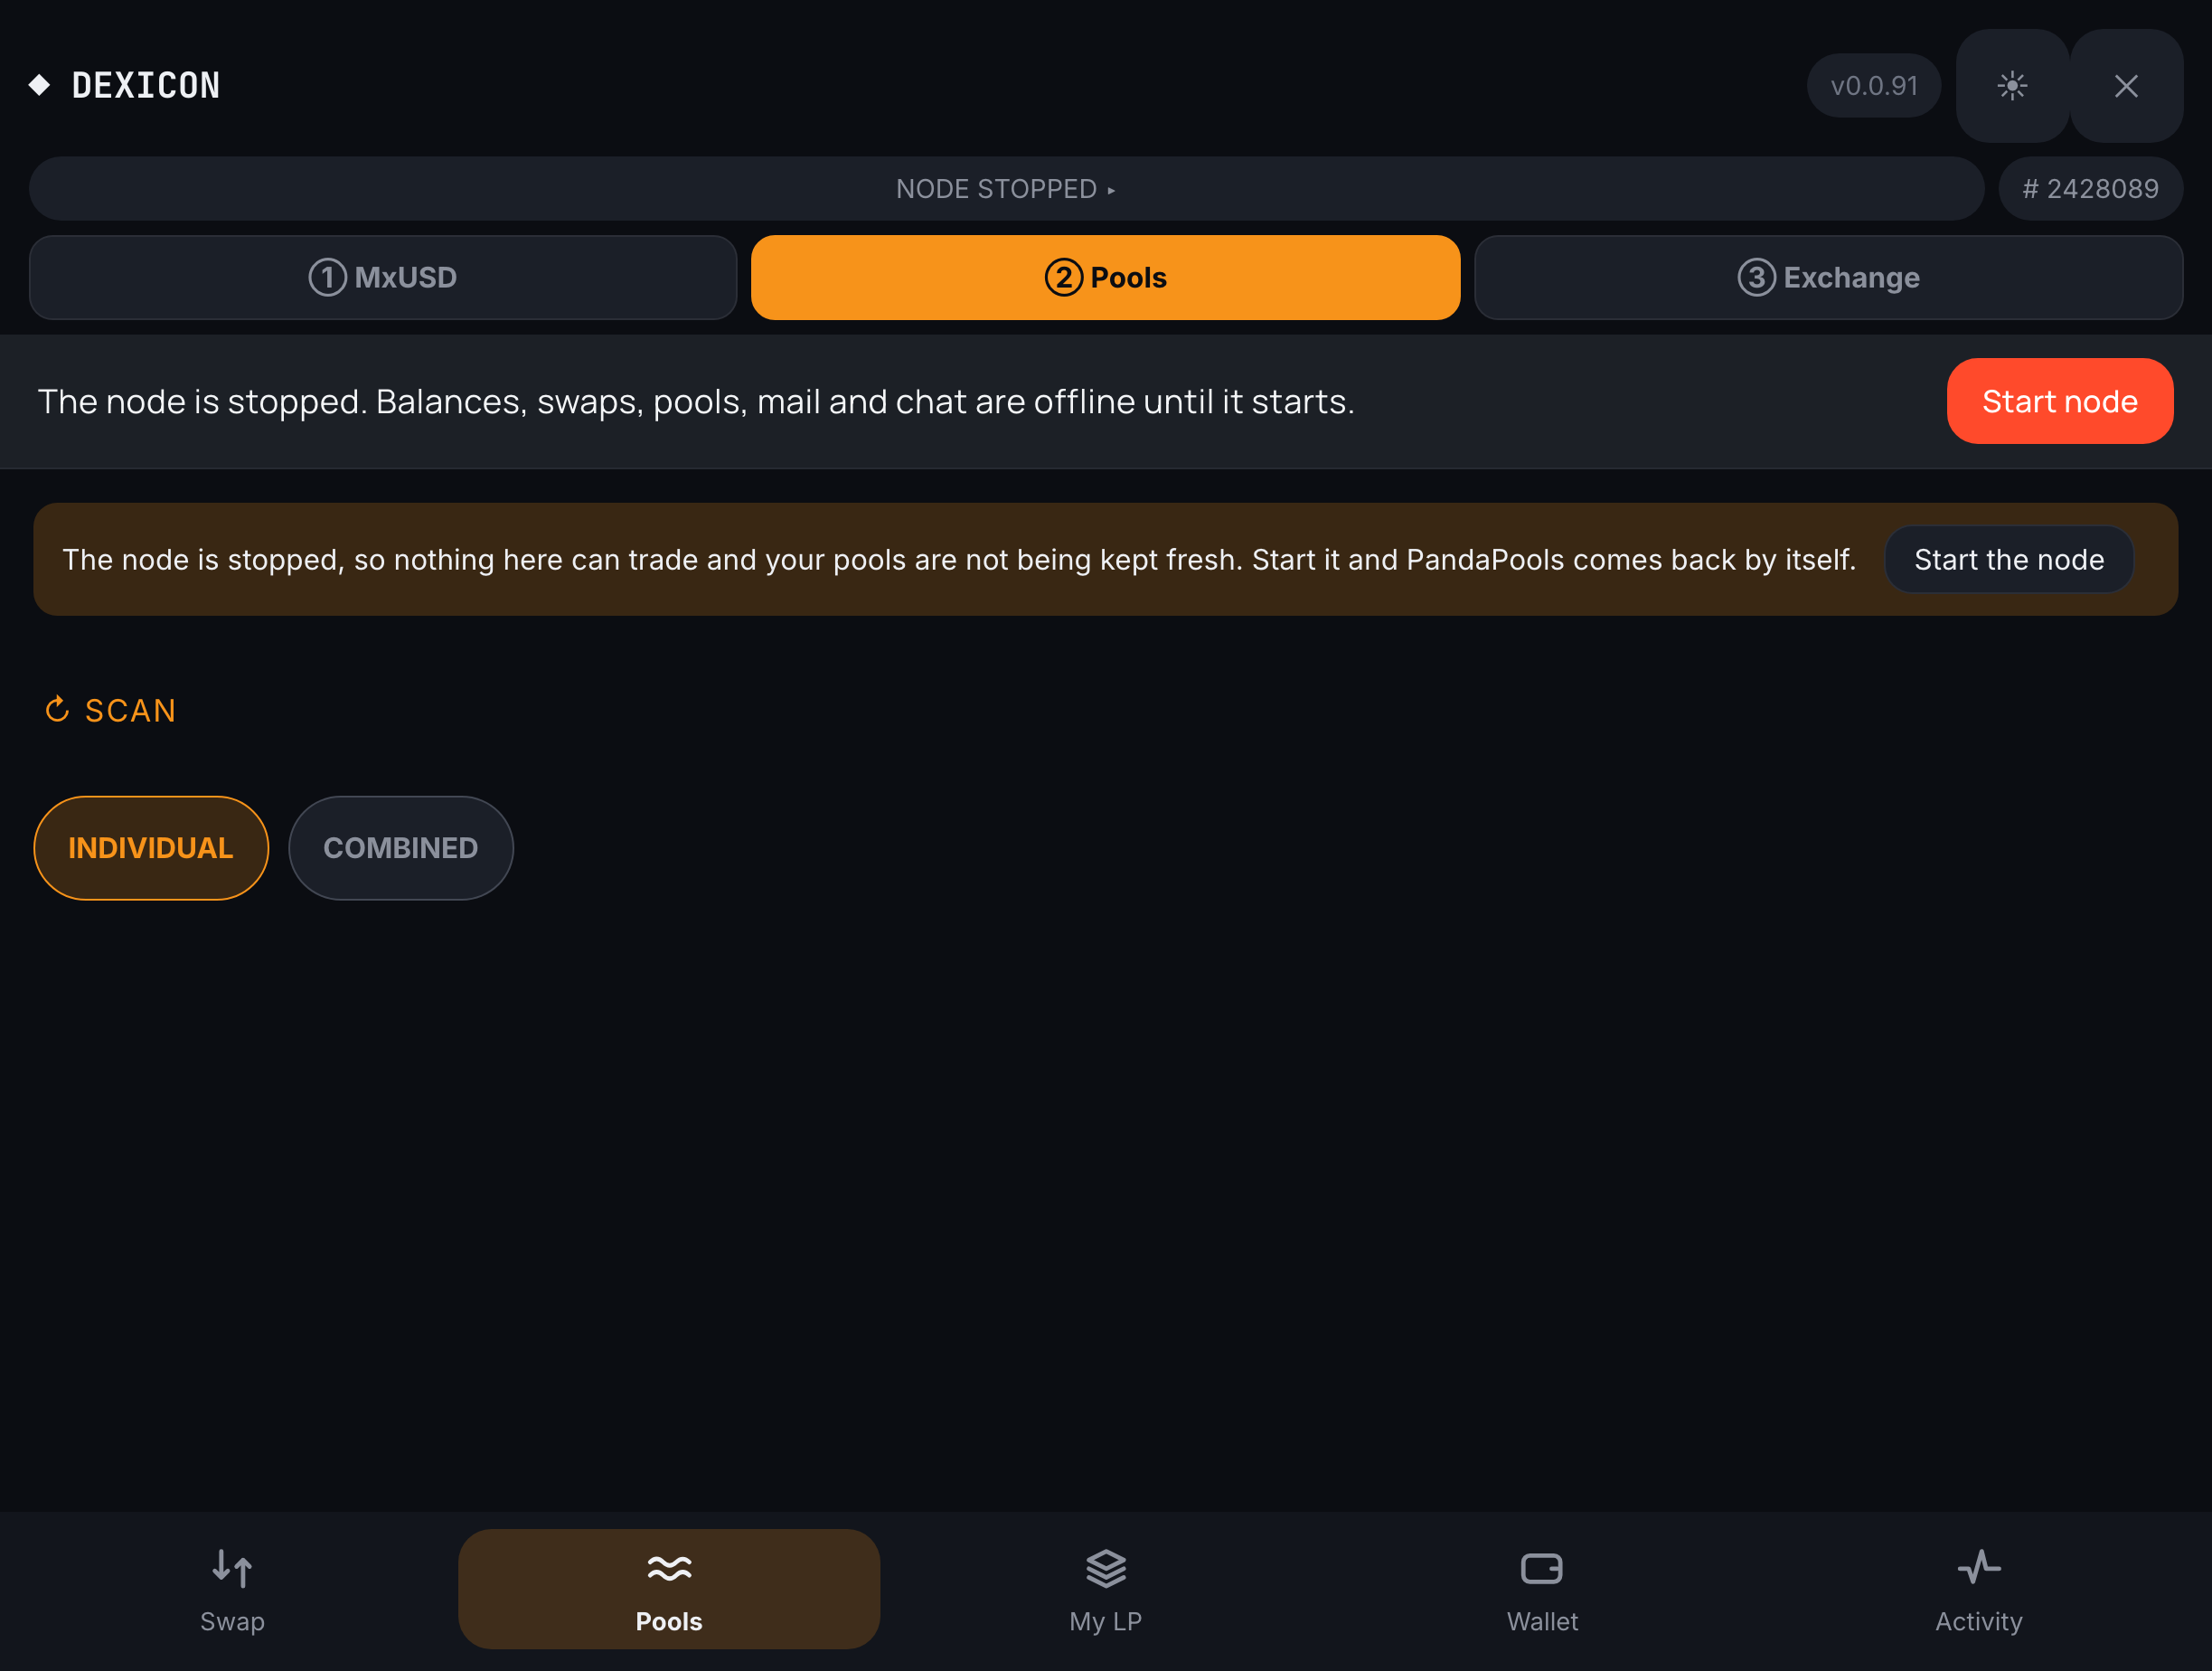 ◆ DEXICON
v0.0.91
NODE STOPPED ▸
# 2428089
① MxUSD
② Pools
③ Exchange
The node is stopped. Balances, swaps, pools, mail and chat are offline until it starts.
Start node
The node is stopped, so nothing here can trade and your pools are not being kept fresh. Start it and PandaPools comes back by itself.
Start the node
↻ SCAN
INDIVIDUAL
COMBINED
Swap
Pools
My LP
Wallet
Activity